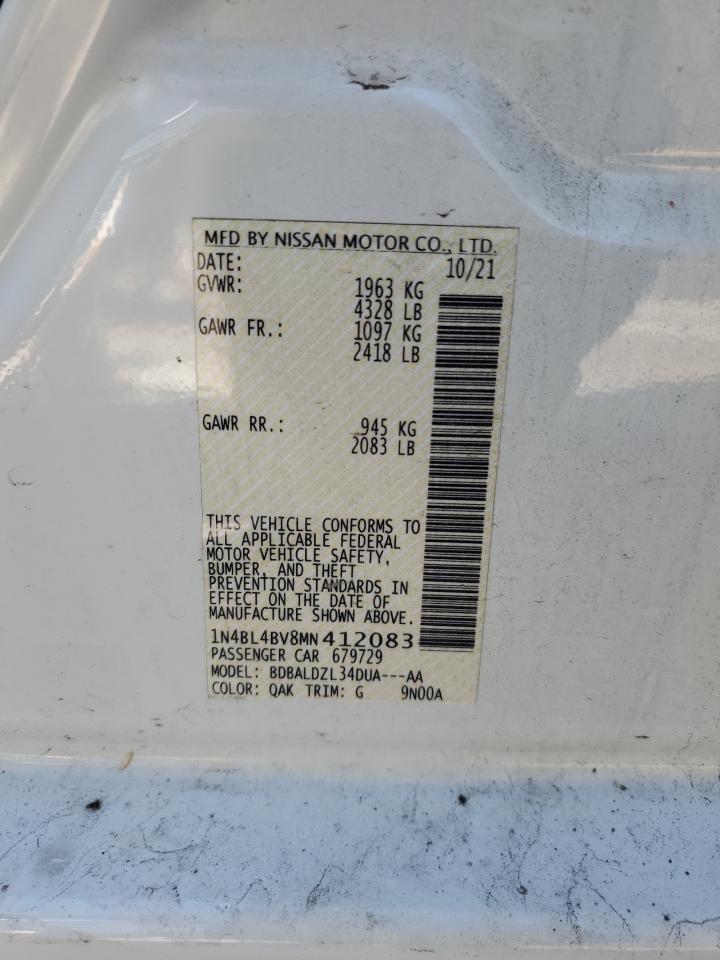 MFD BY NISSAN MOTOR CO., LTD.
DATE: 10/21
GVWR: 1963 KG
4328 LB
GAWR FR.: 1097 KG
2418 LB
GAWR RR.: 945 KG
2083 LB
THIS VEHICLE CONFORMS TO
ALL APPLICABLE FEDERAL
MOTOR VEHICLE SAFETY,
BUMPER, AND THEFT
PREVENTION STANDARDS IN
EFFECT ON THE DATE OF
MANUFACTURE SHOWN ABOVE.
1N4BL4BV8MN412083
PASSENGER CAR 679729
MODEL: BDBALDZL34DUA---AA
COLOR: QAK TRIM: G 9N00A